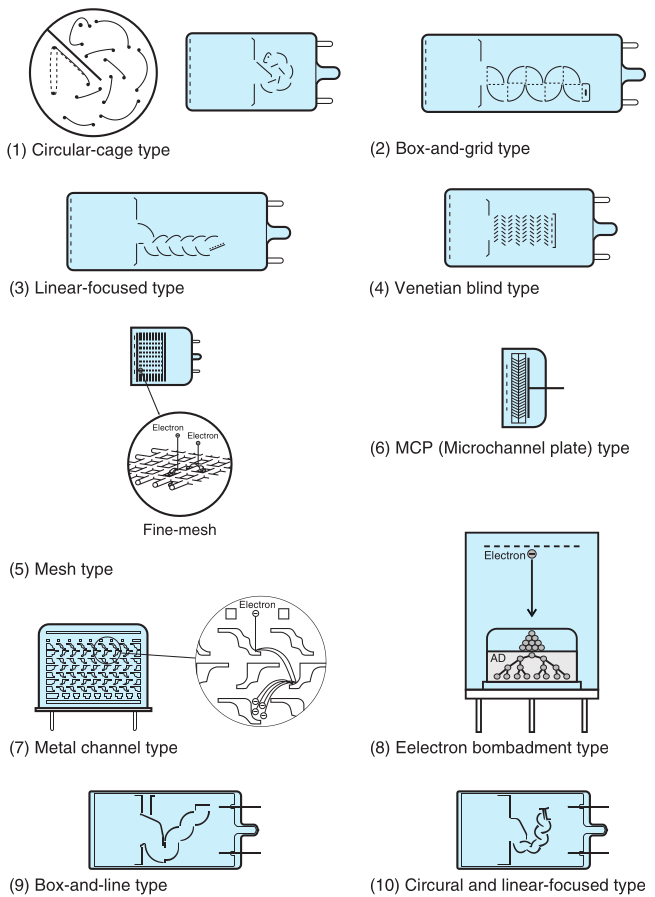 (1) Circular-cage type
(2) Box-and-grid type
(3) Linear-focused type
(4) Venetian blind type
Electron
Electron
Fine-mesh
(5) Mesh type
(6) MCP (Microchannel plate) type
Electron
(7) Metal channel type
Electron
AD
(8) Eelectron bombadment type
(9) Box-and-line type
(10) Circural and linear-focused type